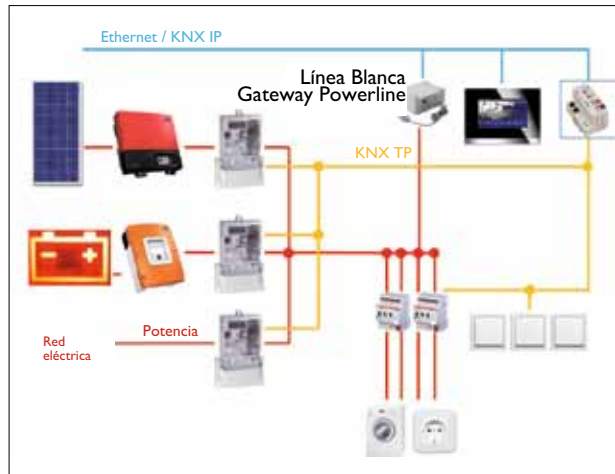 Ethernet / KNX IP
Línea Blanca
Gateway Powerline
KNX TP
Potencia
Red
eléctrica